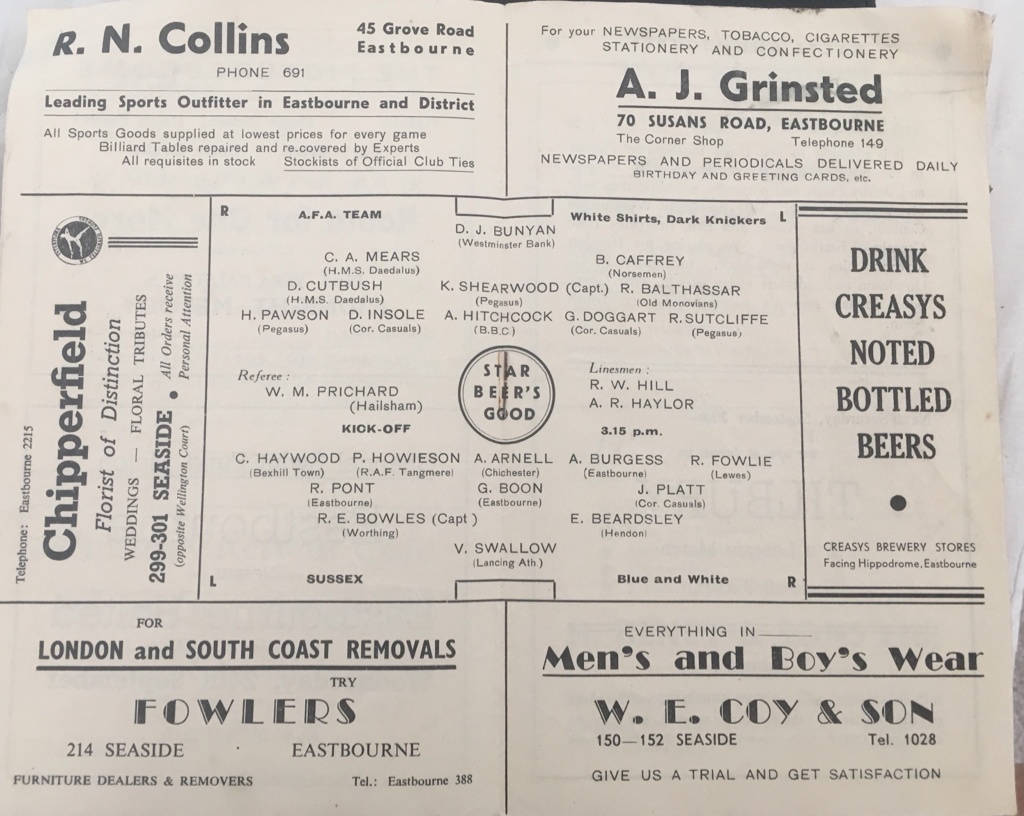 R. N. Collins
45 Grove Road
Eastbourne
PHONE 691
Leading Sports Outfitter in Eastbourne and District
All Sports Goods supplied at lowest prices for every game
Billiard Tables repaired and re.covered by Experts
All requisites in stock Stockists of Official Club Ties
For your NEWSPAPERS, TOBACCO, CIGARETTES
STATIONERY AND CONFECTIONERY
A. J. Grinsted
70 SUSANS ROAD, EASTBOURNE
The Corner Shop Telephone 149
NEWSPAPERS AND PERIODICALS DELIVERED DAILY
BIRTHDAY AND GREETING CARDS, etc.
Telephone: Eastbourne 2215
Chipperfield
Florist of Distinction
WEDDINGS — FLORAL TRIBUTES
299-301 SEASIDE • All Orders receive
(opposite Wellington Court) Personal Attention
R A.F.A. TEAM White Shirts, Dark Knickers L
D. J. BUNYAN
(Westminster Bank)
C. A. MEARS B. CAFFREY
(H.M.S. Daedalus) (Norsemen)
D. CUTBUSH K. SHEARWOOD (Capt.) R. BALTHASSAR
(H.M.S. Daedalus) (Pegasus) (Old Monovians)
H. PAWSON D. INSOLE A. HITCHCOCK G. DOGGART R. SUTCLIFFE
(Pegasus) (Cor. Casuals) (B.B.C) (Cor. Casuals) (Pegasus)
Referee :
W. M. PRICHARD
(Hailsham)
KICK-OFF
STAR
BEER'S
GOOD
Linesmen :
R. W. HILL
A. R. HAYLOR
3.15 p.m.
C. HAYWOOD P. HOWIESON A. ARNELL A. BURGESS R. FOWLIE
(Bexhill Town) (R.A.F. Tangmere) (Chichester) (Eastbourne) (Lewes)
R. PONT G. BOON J. PLATT
(Eastbourne) (Eastbourne) (Cor. Casuals)
R. E. BOWLES (Capt ) E. BEARDSLEY
(Worthing) (Hendon)
V. SWALLOW
(Lancing Ath.)
L SUSSEX Blue and White R
DRINK
CREASYS
NOTED
BOTTLED
BEERS
•
CREASYS BREWERY STORES
Facing Hippodrome, Eastbourne
FOR
LONDON and SOUTH COAST REMOVALS
TRY
FOWLERS
214 SEASIDE · EASTBOURNE
FURNITURE DEALERS & REMOVERS Tel.: Eastbourne 388
EVERYTHING IN
Men's and Boy's Wear
W. E. COY & SON
150—152 SEASIDE Tel. 1028
GIVE US A TRIAL AND GET SATISFACTION